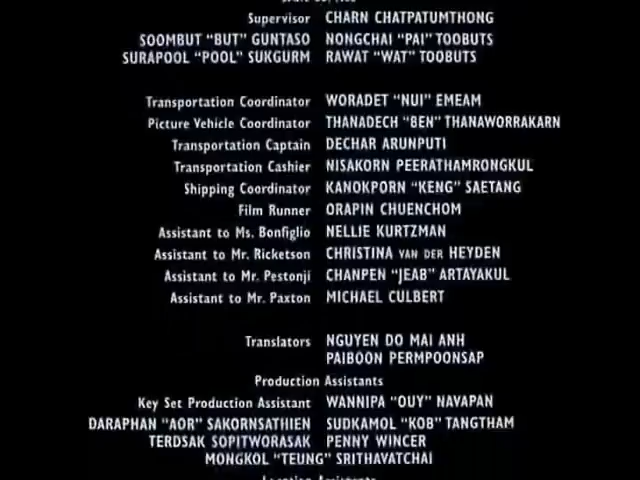 Supervisor CHARN CHATPATUMTHONG
SOOMBUT "BUT" GUNTASO NONGCHAI "PAI" TOOBUTS
SURAPOOL "POOL" SUKGURM RAWAT "WAT" TOOBUTS
Transportation Coordinator WORADET "NUI" EMEAM
Picture Vehicle Coordinator THANADECH "BEN" THANAWORRAKARN
Transportation Captain DECHAR ARUNPUTI
Transportation Cashier NISAKORN PEERATHAMRONGKUL
Shipping Coordinator KANOKPORN "KENG" SAETANG
Film Runner ORAPIN CHUENCHOM
Assistant to Ms. Bonfiglio NELLIE KURTZMAN
Assistant to Mr. Ricketson CHRISTINA VAN DER HEYDEN
Assistant to Mr. Pestonji CHANPEN "JEAB" ARTAYAKUL
Assistant to Mr. Paxton MICHAEL CULBERT
Translators NGUYEN DO MAI ANH
PAIBOON PERMPOONSAP
Production Assistants
Key Set Production Assistant WANNIPA "OUY" NAVAPAN
DARAPHAN "AOR" SAKORNSATHIEN SUDKAMOL "KOB" TANGTHAM
TERDSAK SOPITWORASAK PENNY WINCER
MONGKOL "TEUNG" SRITHAVATCHAI
Location Assistants